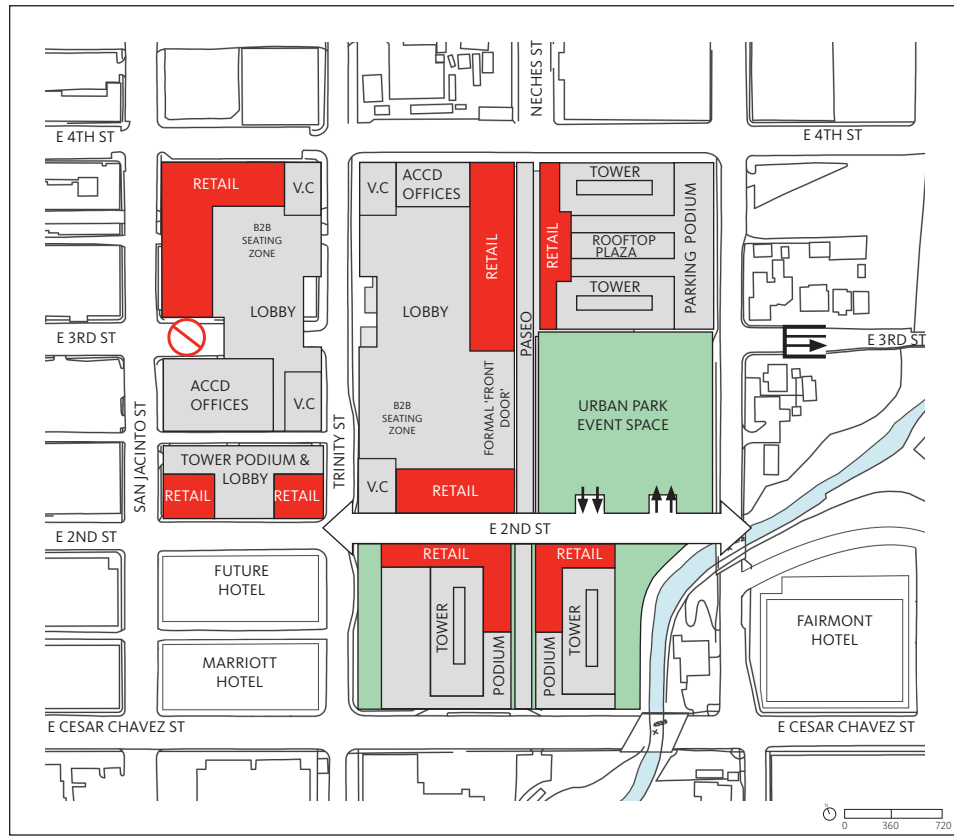 NECHES ST
E 4TH ST
E 4TH ST
RETAIL
V.C
V.C
ACCD
OFFICES
TOWER
B2B
SEATING
ZONE
RETAIL
RETAIL
ROOFTOP
PLAZA
PARKING PODIUM
LOBBY
LOBBY
TOWER
E 3RD ST
PASEO
E 3RD ST
ACCD
OFFICES
V.C
B2B
SEATING
ZONE
FORMAL 'FRONT
DOOR'
URBAN PARK
EVENT SPACE
SAN JACINTO ST
TRINITY ST
TOWER PODIUM &
LOBBY
RETAIL
RETAIL
V.C
RETAIL
E 2ND ST
E 2ND ST
RETAIL
RETAIL
FUTURE
HOTEL
TOWER
PODIUM
PODIUM
TOWER
FAIRMONT
HOTEL
MARRIOTT
HOTEL
E CESAR CHAVEZ ST
E CESAR CHAVEZ ST
N
0 360 720